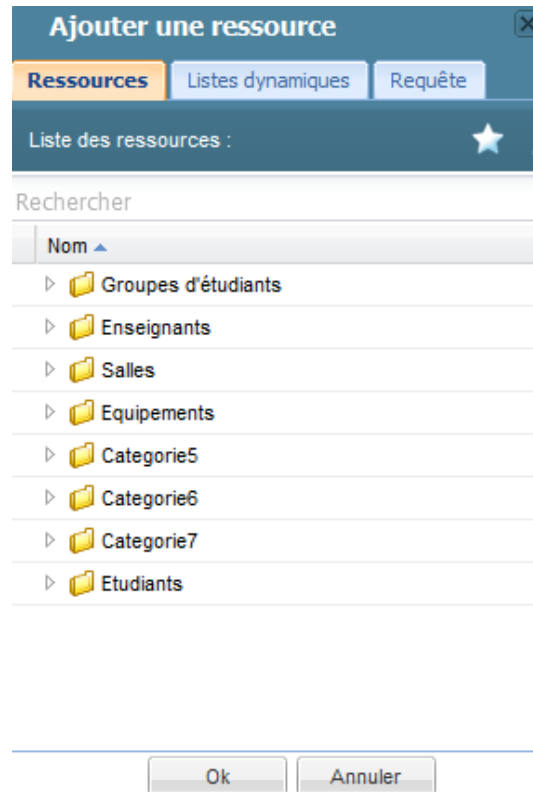 Ajouter une ressource
Ressources Listes dynamiques Requête
Liste des ressources :
Rechercher
Nom
Groupes d'étudiants
Enseignants
Salles
Equipements
Categorie5
Categorie6
Categorie7
Etudiants
Ok Annuler